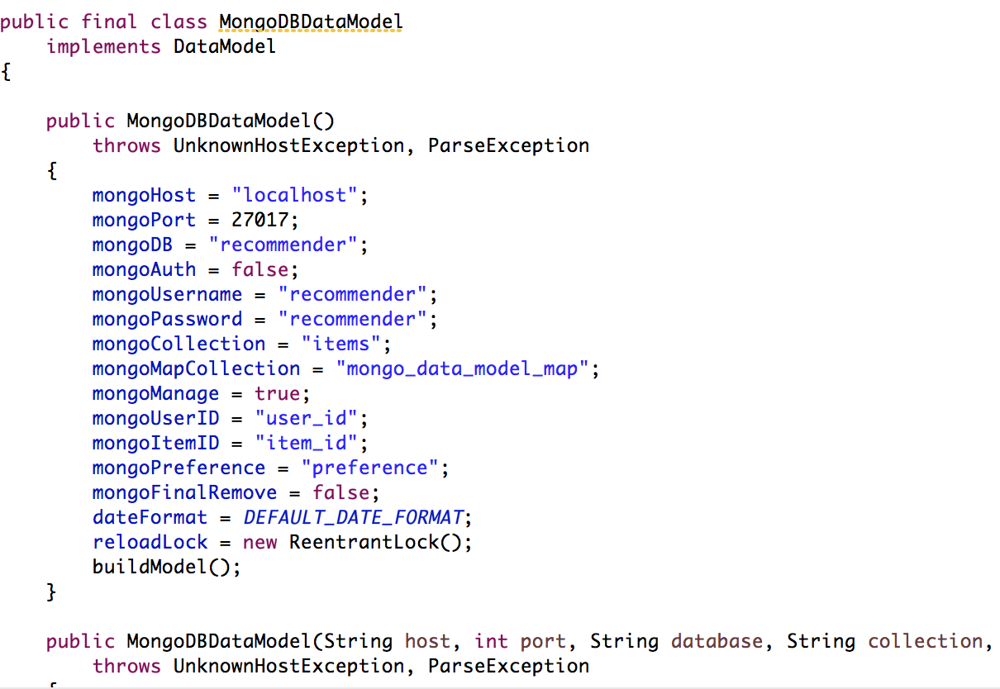 public final class MongoDBDataModel
    implements DataModel
{
    public MongoDBDataModel()
        throws UnknownHostException, ParseException
    {
        mongoHost = "localhost";
        mongoPort = 27017;
        mongoDB = "recommender";
        mongoAuth = false;
        mongoUsername = "recommender";
        mongoPassword = "recommender";
        mongoCollection = "items";
        mongoMapCollection = "mongo_data_model_map";
        mongoManage = true;
        mongoUserID = "user_id";
        mongoItemID = "item_id";
        mongoPreference = "preference";
        mongoFinalRemove = false;
        dateFormat = DEFAULT_DATE_FORMAT;
        reloadLock = new ReentrantLock();
        buildModel();
    }
    public MongoDBDataModel(String host, int port, String database, String collection,
        throws UnknownHostException, ParseException
    {